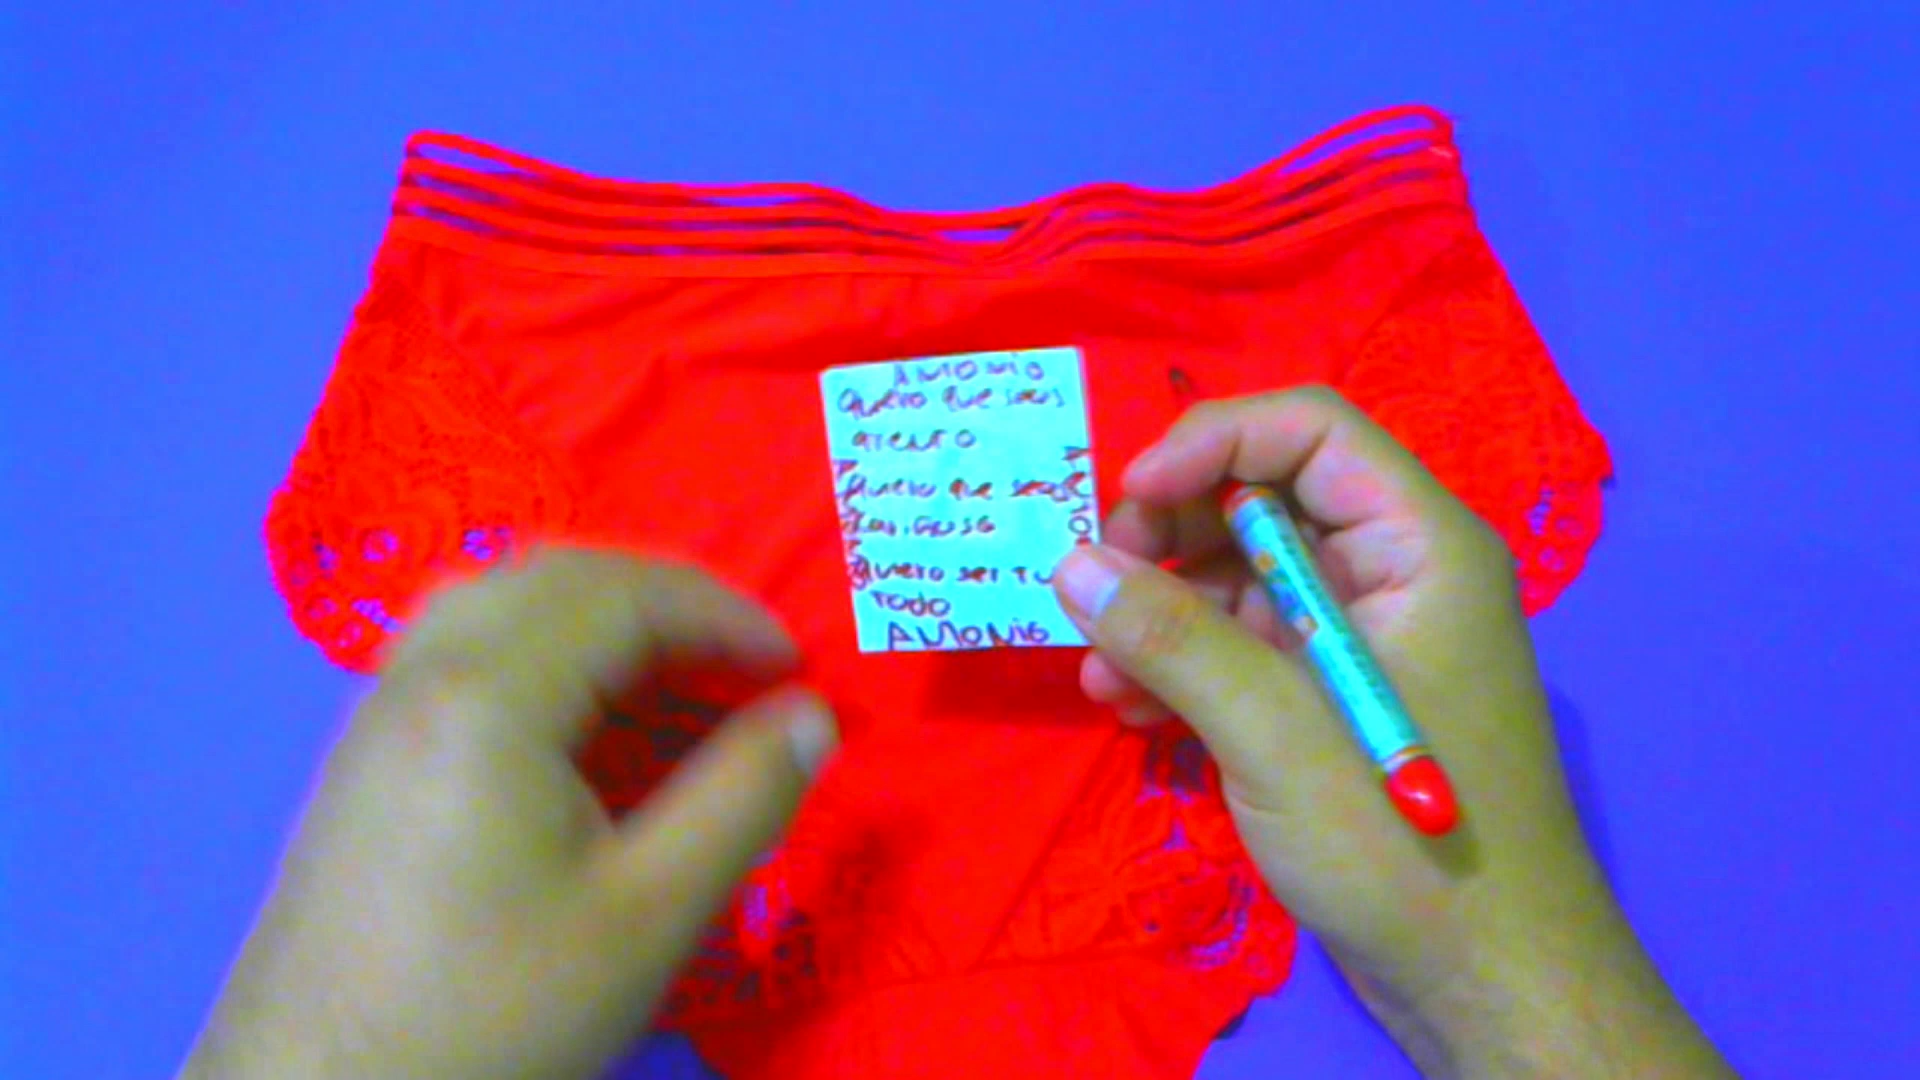 ANTONIO
Quiero que seas
atento
Quiero que seas
Cariñoso
Quiero ser tu
todo
ANTONIO